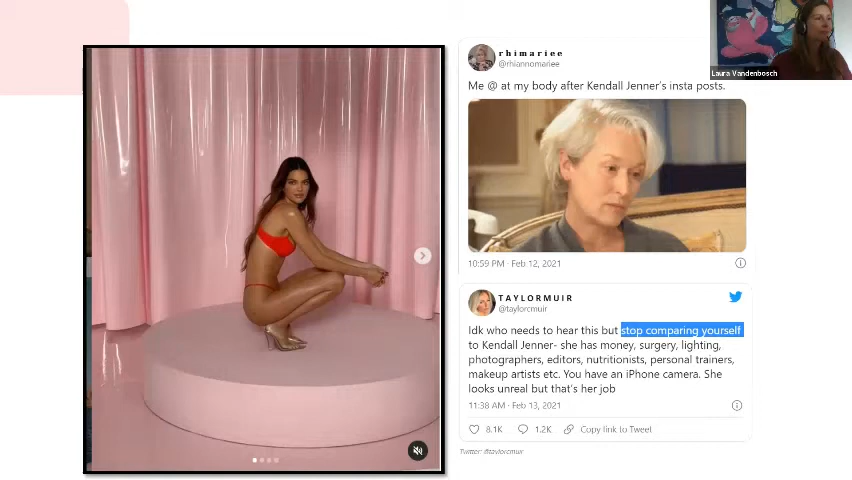 Laura Vandenbosch
rhimariee
@rhiannomariee
Me @ at my body after Kendall Jenner's insta posts.
10:59 PM · Feb 12, 2021
TAYLORMUIR
@taylorcmuir
Idk who needs to hear this but stop comparing yourself
to Kendall Jenner- she has money, surgery, lighting,
photographers, editors, nutritionists, personal trainers,
makeup artists etc. You have an iPhone camera. She
looks unreal but that's her job
11:38 AM · Feb 13, 2021
8.1K 1.2K Copy link to Tweet
Twitter: @taylorcmuir